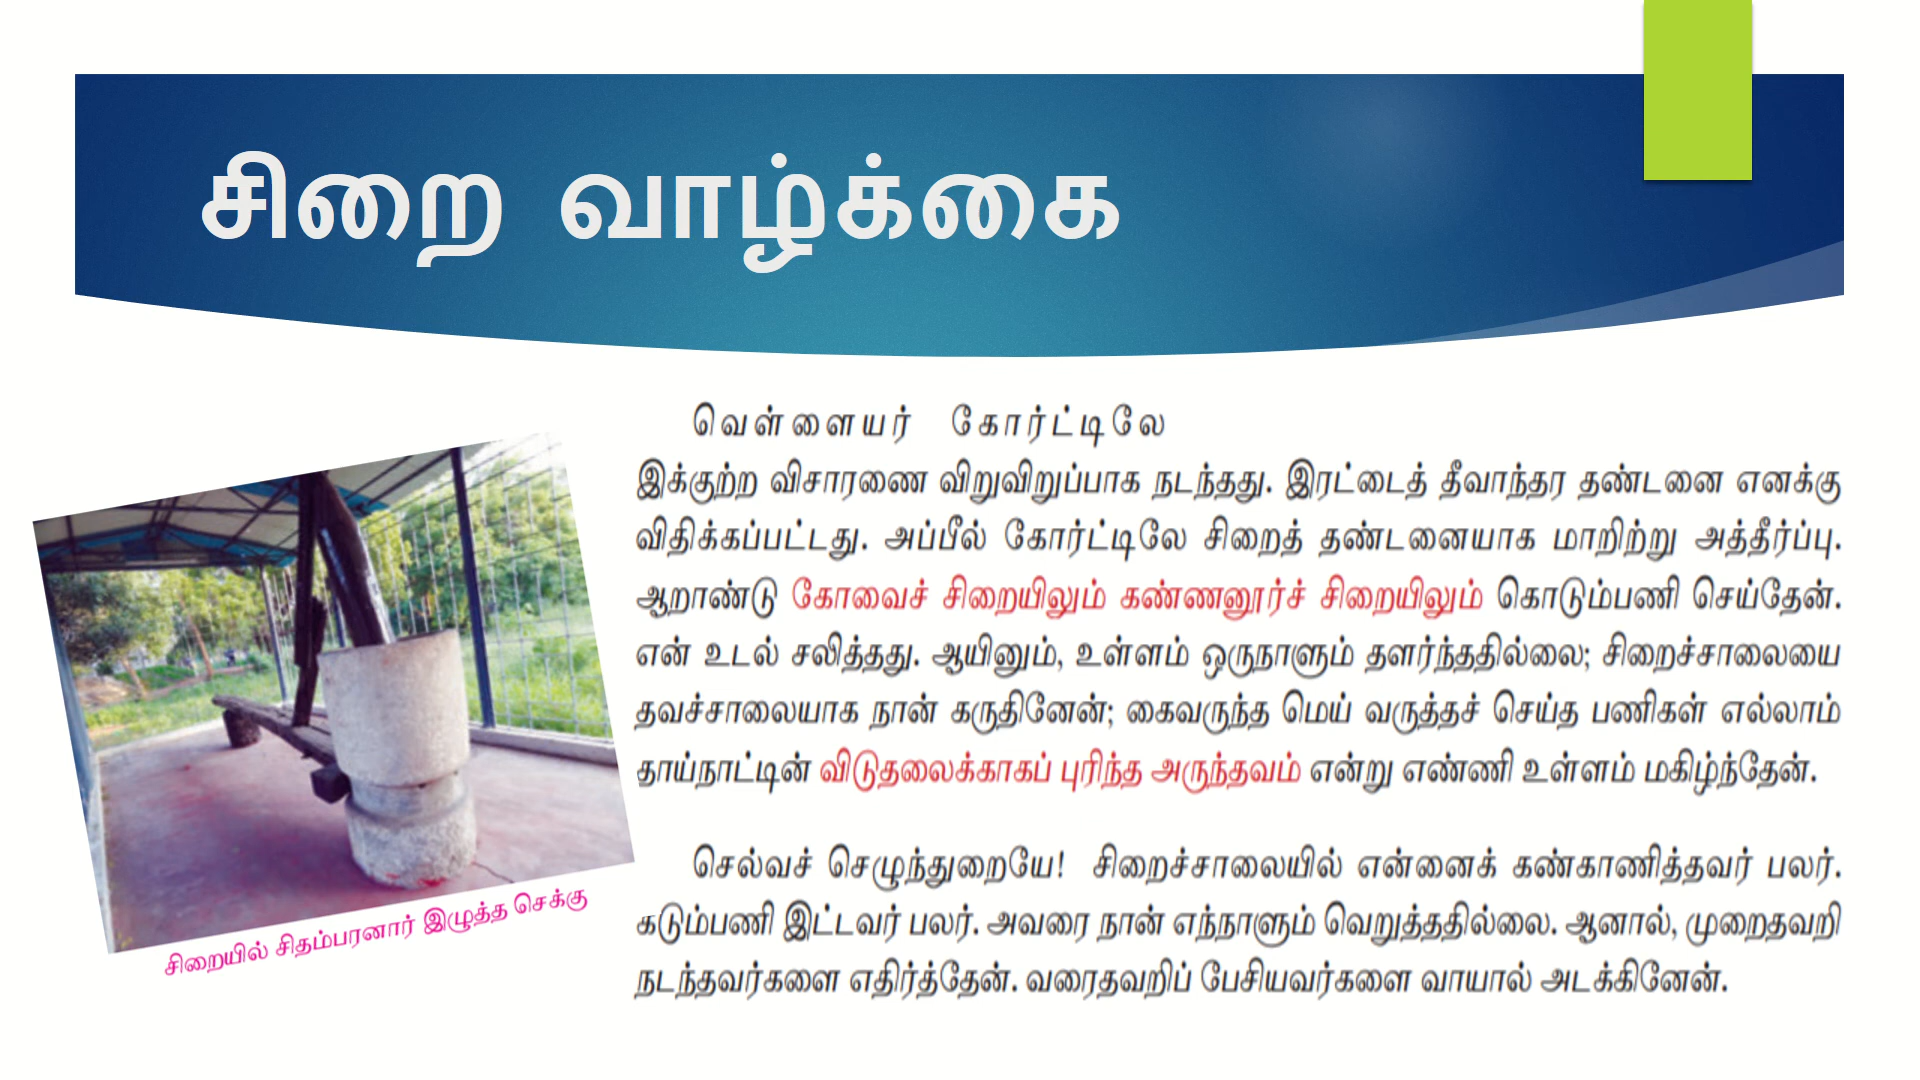 சிறை வாழ்க்கை
வெள்ளையர் கோர்ட்டிலே
இக்குற்ற விசாரணை விறுவிறுப்பாக நடந்தது. இரட்டைத் தீவாந்தர தண்டனை எனக்கு
விதிக்கப்பட்டது. அப்பீல் கோர்ட்டிலே சிறைத் தண்டனையாக மாறிற்று அத்தீர்ப்பு.
ஆறாண்டு கோவைச் சிறையிலும் கண்ணனூர்ச் சிறையிலும் கொடும்பணி செய்தேன்.
என் உடல் சலித்தது. ஆயினும், உள்ளம் ஒருநாளும் தளர்ந்ததில்லை; சிறைச்சாலையை
தவச்சாலையாக நான் கருதினேன்; கைவருந்த மெய் வருத்தச் செய்த பணிகள் எல்லாம்
தாய்நாட்டின் விடுதலைக்காகப் புரிந்த அருந்தவம் என்று எண்ணி உள்ளம் மகிழ்ந்தேன்.
செல்வச் செழுந்துறையே! சிறைச்சாலையில் என்னைக் கண்காணித்தவர் பலர்.
கடும்பணி இட்டவர் பலர். அவரை நான் எந்நாளும் வெறுத்ததில்லை. ஆனால், முறைதவறி
நடந்தவர்களை எதிர்த்தேன். வரைதவறிப் பேசியவர்களை வாயால் அடக்கினேன்.
சிறையில் சிதம்பரனார் இழுத்த செக்கு